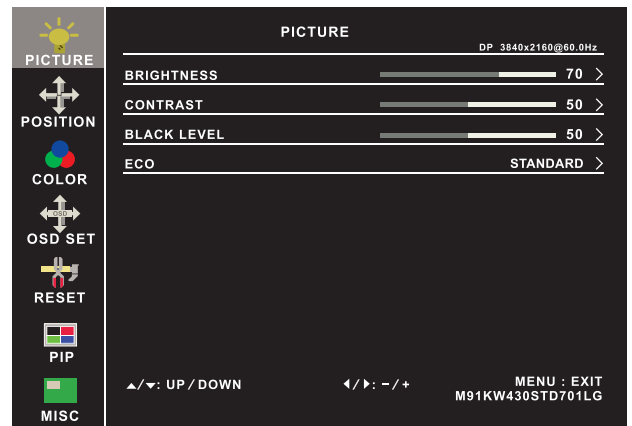 PICTURE
POSITION
COLOR
OSD
OSD SET
RESET
PIP
MISC
PICTURE
DP 3840x2160@60.0Hz
BRIGHTNESS 70 >
CONTRAST 50 >
BLACK LEVEL 50 >
ECO STANDARD >
▲/▼: UP / DOWN ◀/▶: – / + MENU : EXIT
M91KW430STD701LG